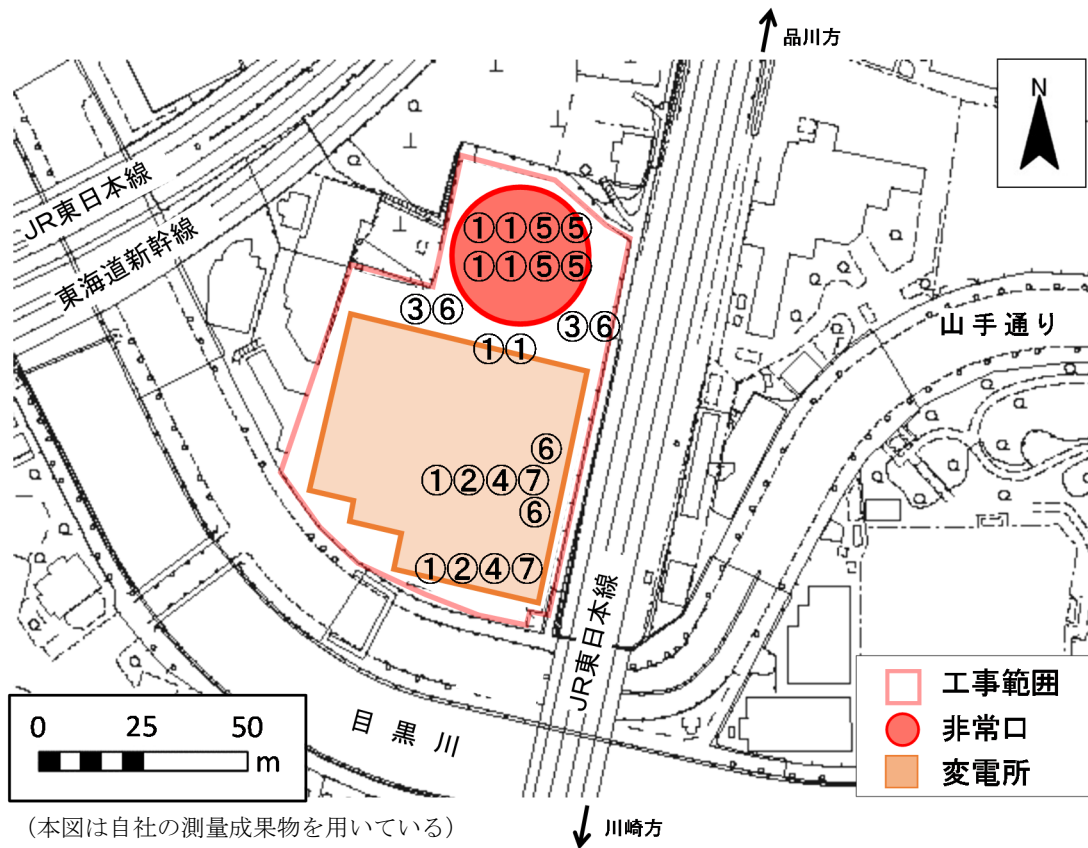 品川方
N
JR東日本線
東海道新幹線
①①⑤⑤
①①⑤⑤
③⑥
③⑥
①①
山手通り
⑥
①②④⑦
⑥
①②④⑦
JR東日本線
目黒川
工事範囲
非常口
変電所
0 25 50
m
(本図は自社の測量成果物を用いている)
川崎方